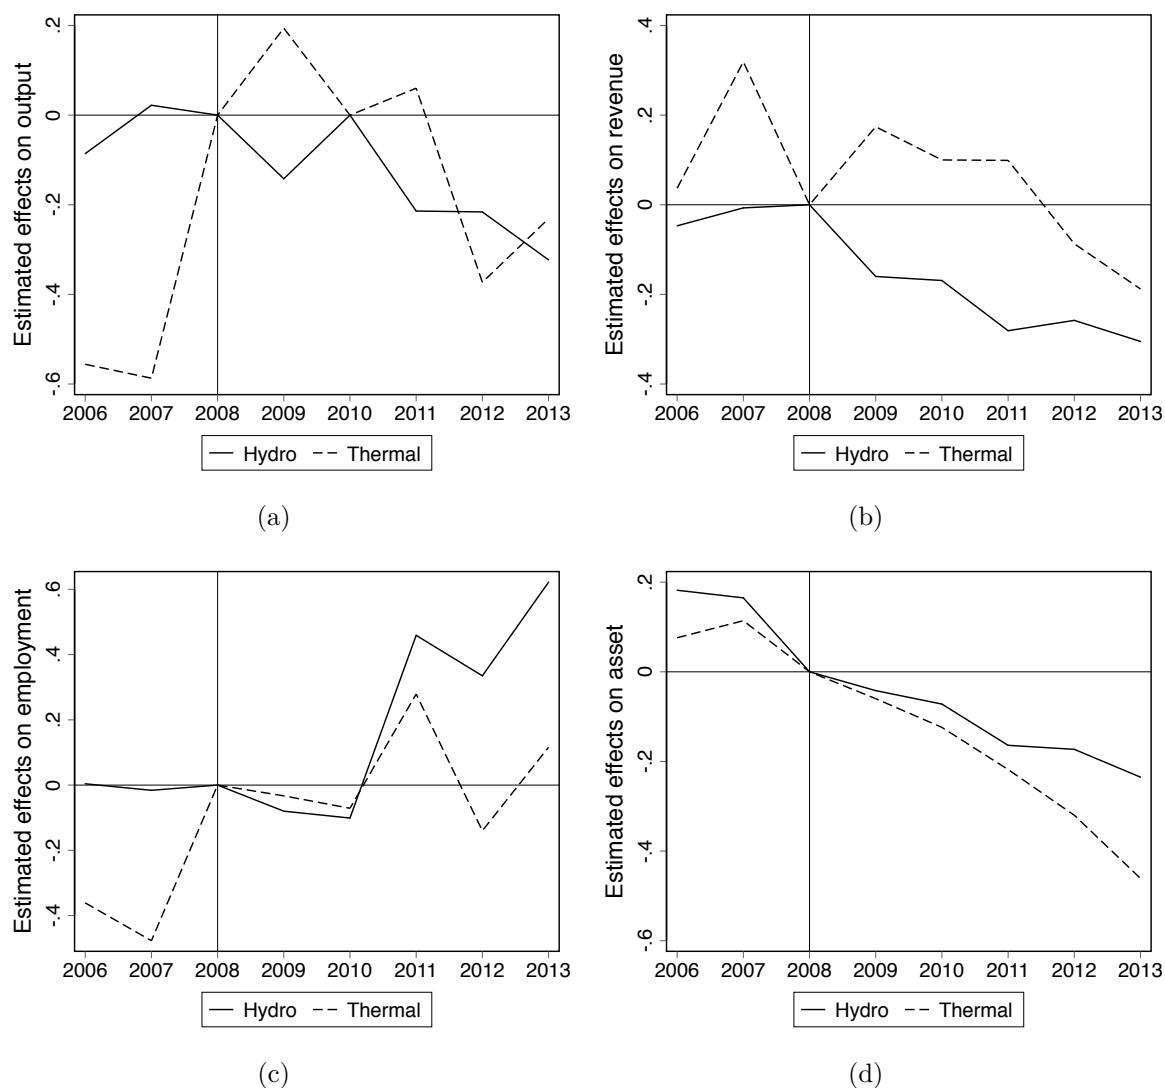 Estimated effects on output
.2
0
-.2
-.4
-.6
2006 2007 2008 2009 2010 2011 2012 2013
Hydro Thermal
(a)
Estimated effects on revenue
.4
.2
0
-.2
-.4
2006 2007 2008 2009 2010 2011 2012 2013
Hydro Thermal
(b)
Estimated effects on employment
.6
.4
.2
0
-.2
-.4
2006 2007 2008 2009 2010 2011 2012 2013
Hydro Thermal
(c)
Estimated effects on asset
.2
0
-.2
-.4
-.6
2006 2007 2008 2009 2010 2011 2012 2013
Hydro Thermal
(d)